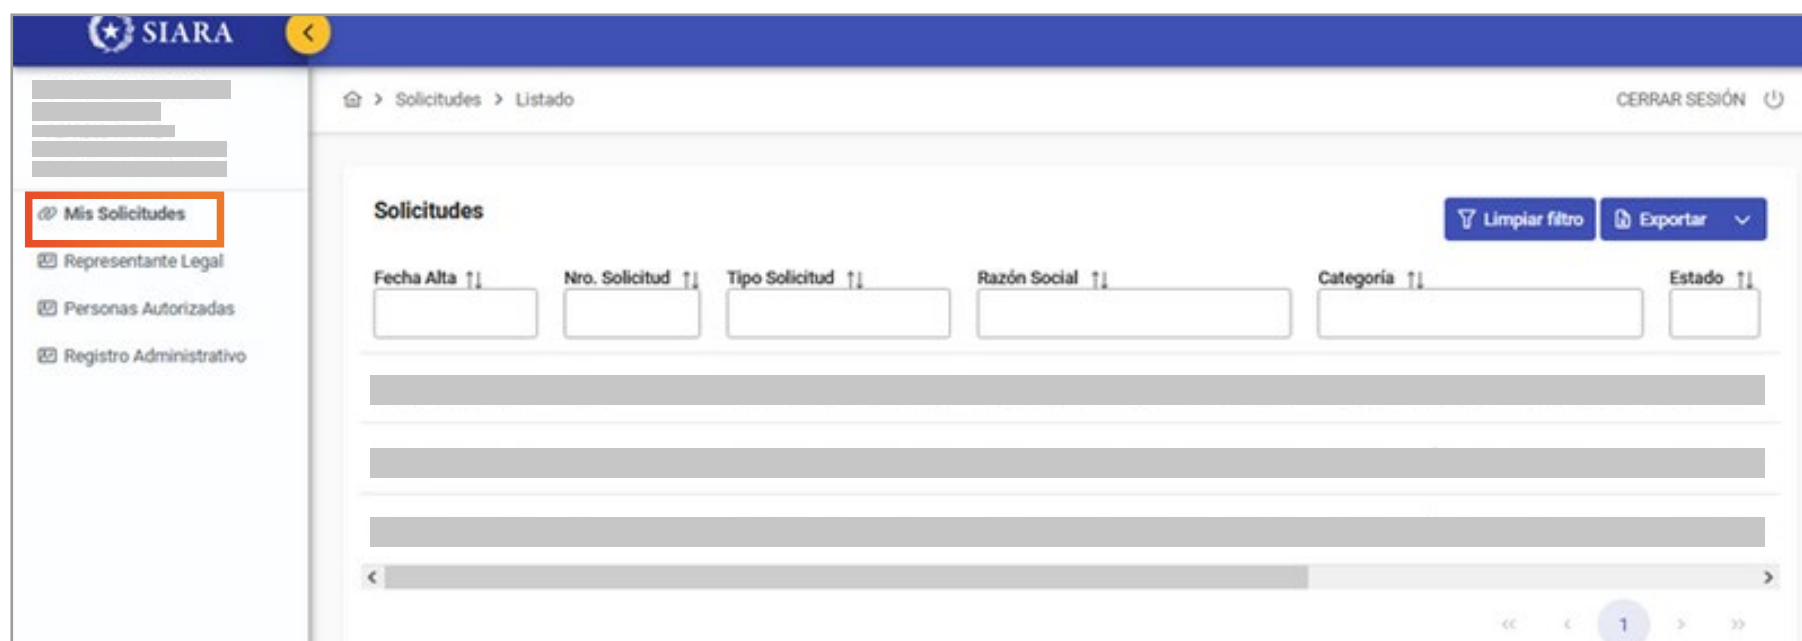 SIARA
Solicitudes > Listado
CERRAR SESIÓN
Mis Solicitudes
Representante Legal
Personas Autorizadas
Registro Administrativo
Solicitudes
Limpiar filtro
Exportar
Fecha Alta
Nro. Solicitud
Tipo Solicitud
Razón Social
Categoría
Estado
1